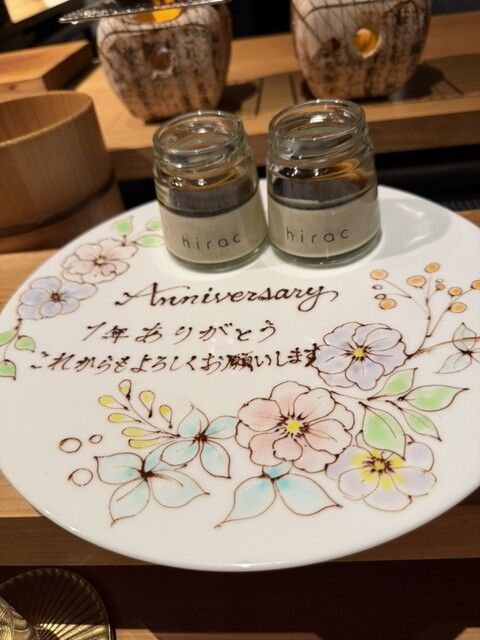 hirac
hirac
Anniversary
1年ありがとう
これからもよろしくお願いします